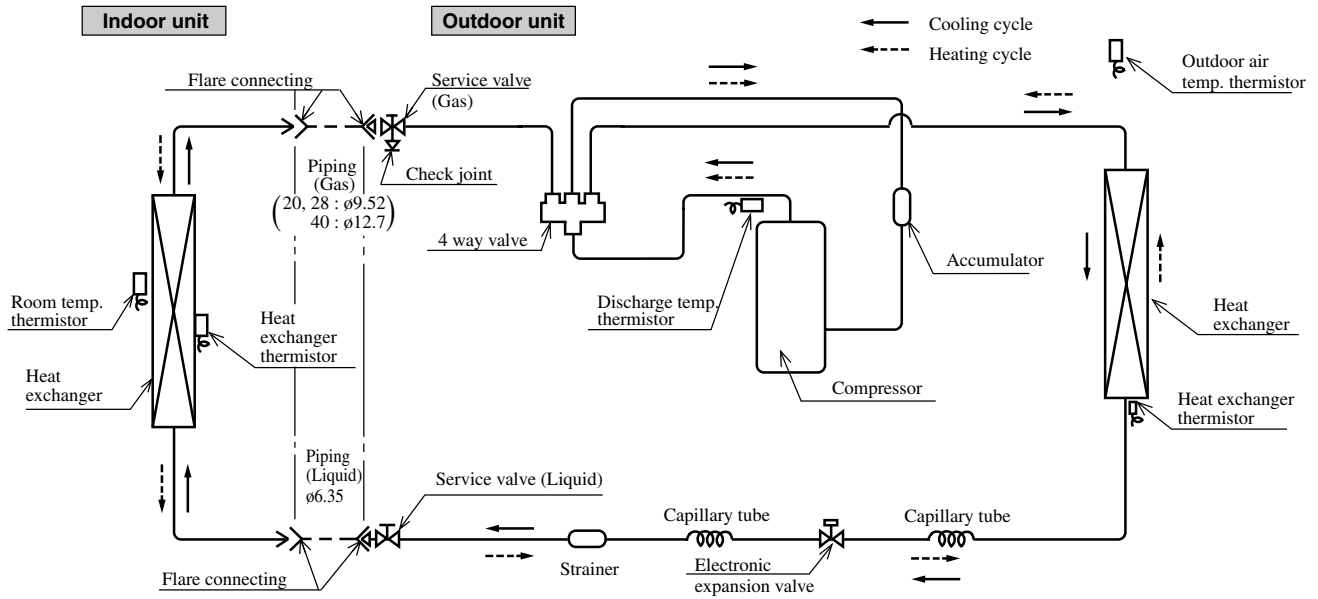 Indoor unit
Outdoor unit
Cooling cycle
Heating cycle
Outdoor air
temp. thermistor
Flare connecting
Service valve
(Gas)
Check joint
Piping
(Gas)
20, 28 : ø9.52
40 : ø12.7
4 way valve
Accumulator
Discharge temp.
thermistor
Room temp.
thermistor
Heat
exchanger
thermistor
Heat
exchanger
Heat
exchanger
Compressor
Heat exchanger
thermistor
Piping
(Liquid)
ø6.35
Service valve (Liquid)
Capillary tube
Capillary tube
Strainer
Electronic
expansion valve
Flare connecting